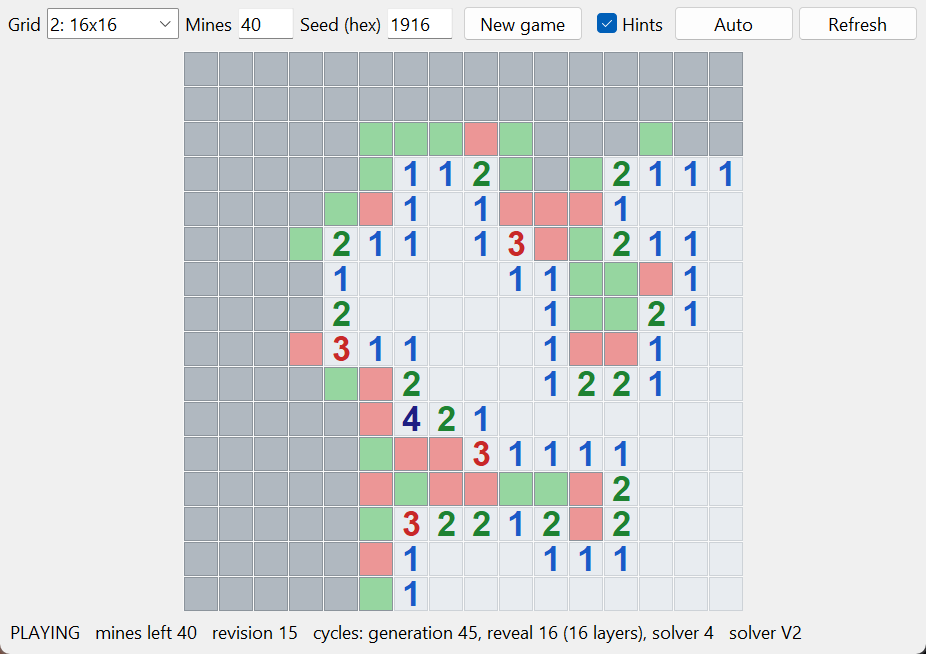 Grid 2: 16x16 Mines 40 Seed (hex) 1916 New game Hints Auto Refresh
1 1 2 2 1 1 1
1 1 1
2 1 1 1 3 2 1 1
1 1 1 1
2 1 2 1
3 1 1 1 1
2 1 2 2 1
4 2 1
3 1 1 1 1
2
3 2 2 1 2 2
1 1 1 1
1
PLAYING mines left 40 revision 15 cycles: generation 45, reveal 16 (16 layers), solver 4 solver V2